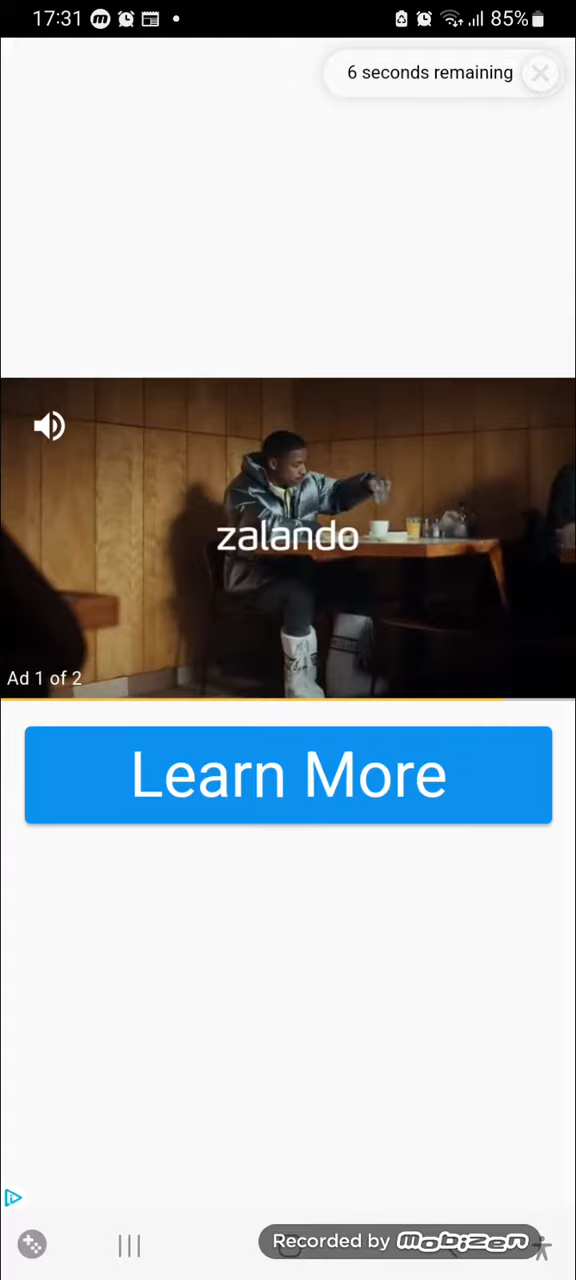 17:31 85%
6 seconds remaining
zalando
Ad 1 of 2
Learn More
Recorded by mobizen